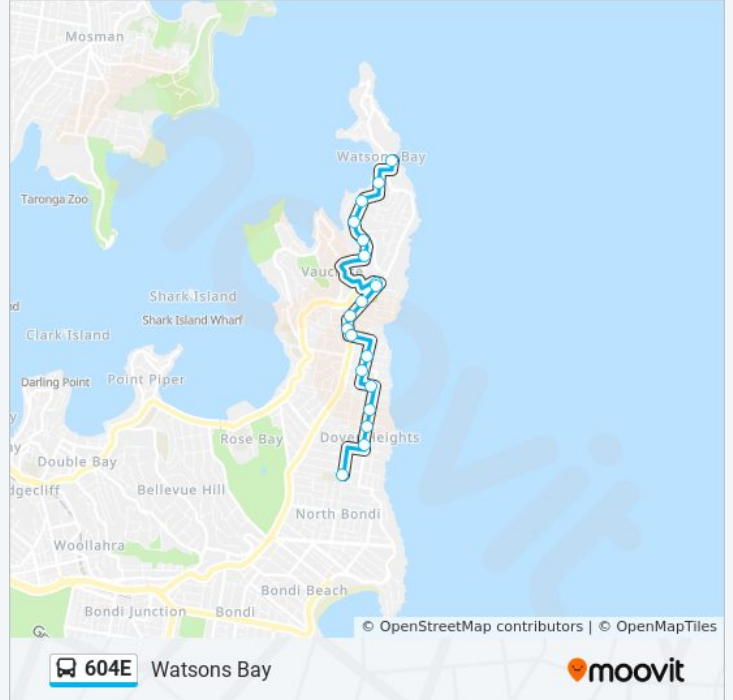 Mosman
Watsons Bay
Taronga Zoo
Vaucluse
Shark Island
Shark Island Wharf
Clark Island
Darling Point
Point Piper
Rose Bay
Dover Heights
Double Bay
dgecliff
Bellevue Hill
North Bondi
Woollahra
Bondi Beach
Bondi Junction
Bondi
© OpenStreetMap contributors | © OpenMapTiles
604E Watsons Bay
moovit
moovit